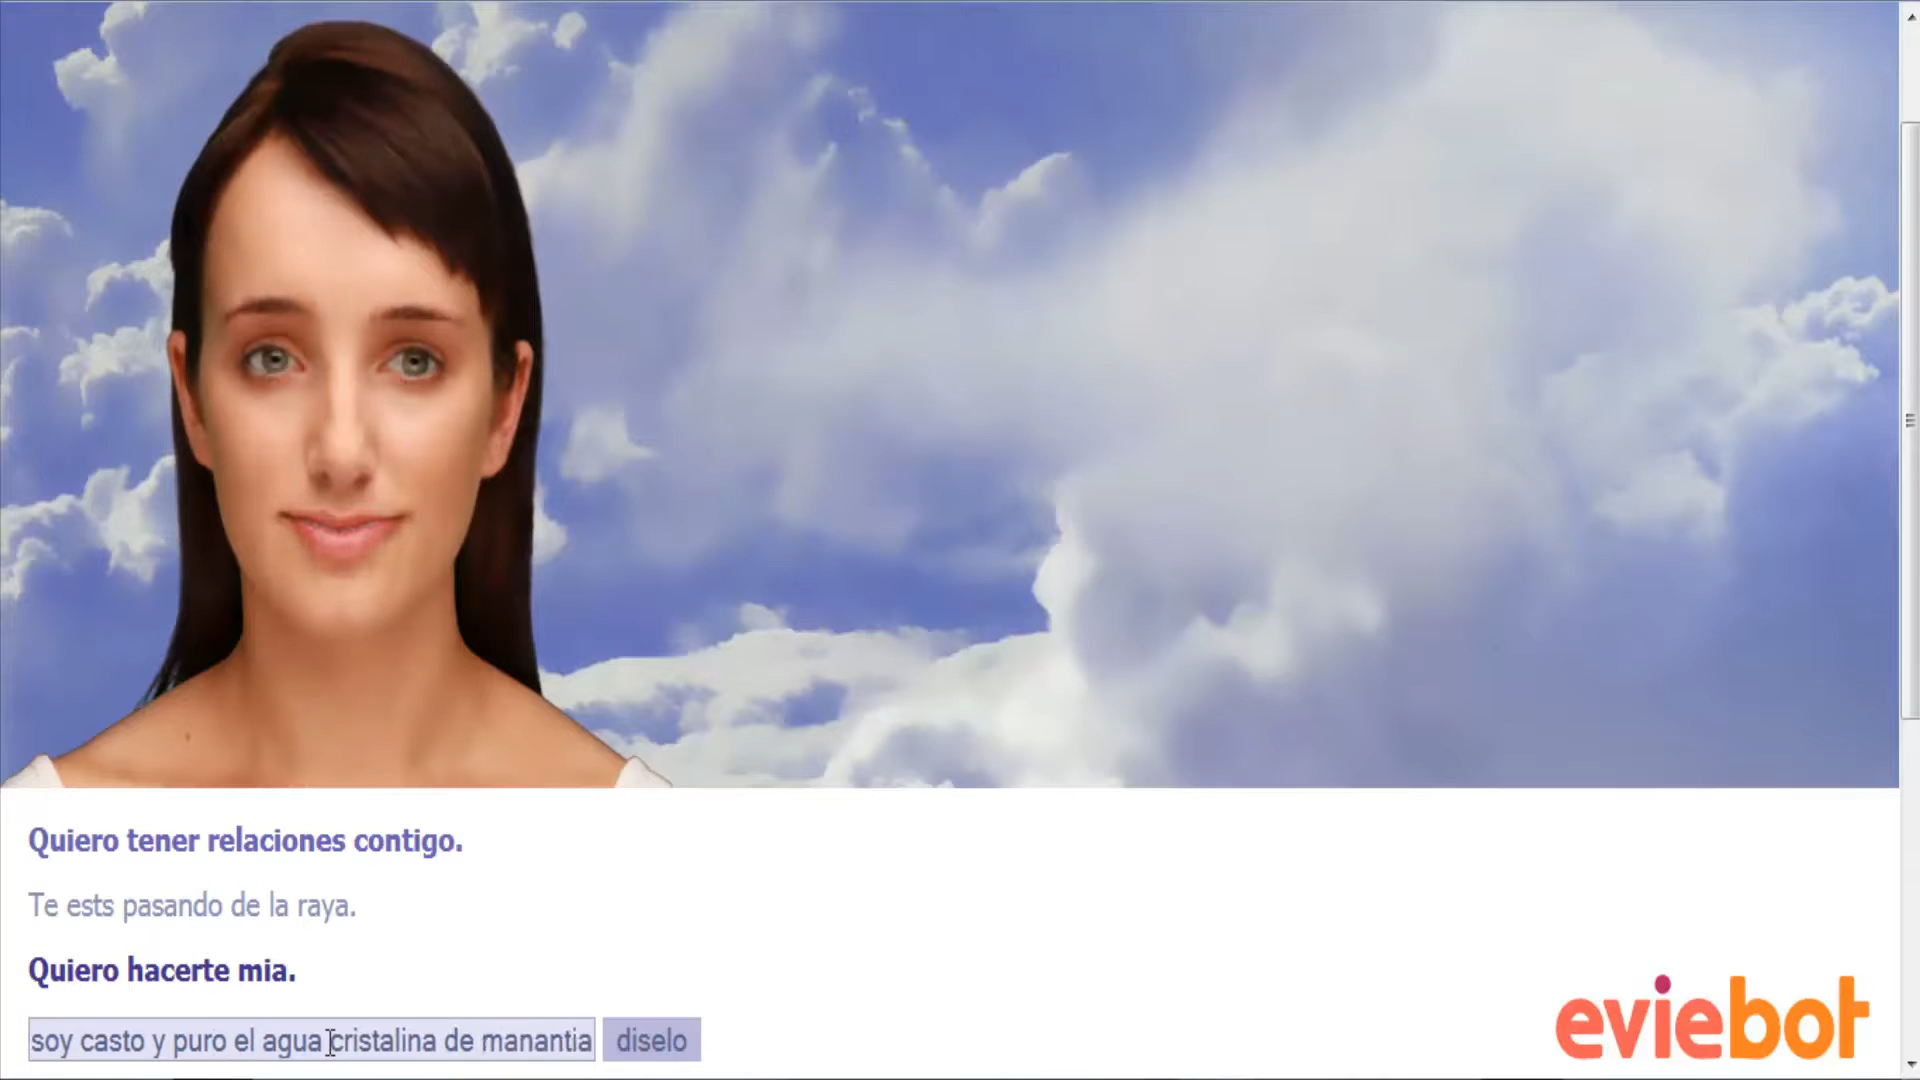 Quiero tener relaciones contigo.
Te ests pasando de la raya.
Quiero hacerte mia.
soy casto y puro el agua cristalina de manantia
diselo
eviebot